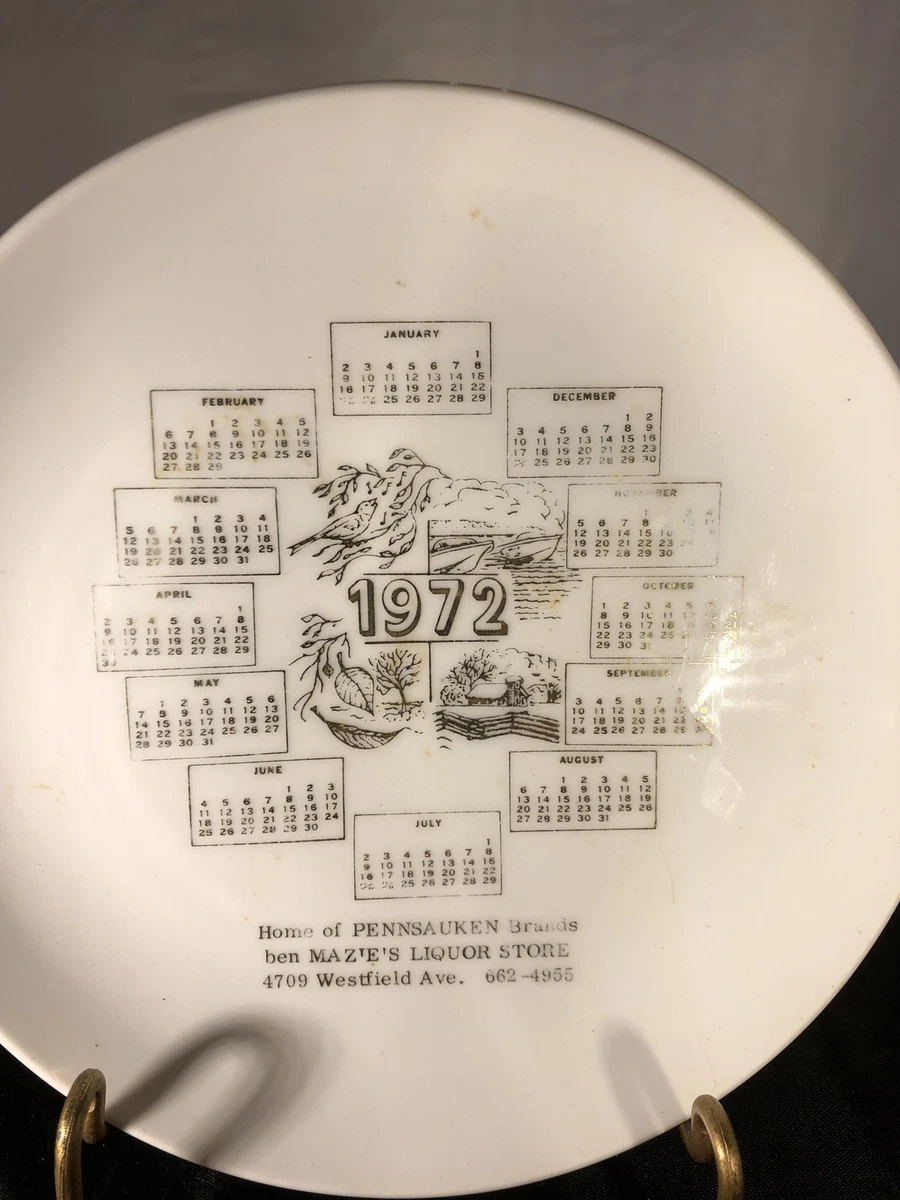 JANUARY
1
2 3 4 5 6 7 8
9 10 11 12 13 14 15
16 17 18 19 20 21 22
25 26 27 28 29
FEBRUARY
1 2 3 4 5
6 7 8 9 10 11 12
13 14 15 16 17 18 19
20 21 22 23 24 25 26
27 28 29
DECEMBER
1 2
3 4 5 6 7 8 9
10 11 12 13 14 15 16
17 18 19 20 21 22 23
25 26 27 28 29 30
MARCH
1 2 3 4
5 6 7 8 9 10 11
12 13 14 15 16 17 18
19 20 21 22 23 24 25
26 27 28 29 30 31
NOVEMBER
1 2 4
5 6 7 8 11
12 13 14 15 16
19 20 21 22 23
26 27 28 29 30
APRIL
1
2 3 4 5 6 7 8
9 10 11 12 13 14 15
16 17 18 19 20 21 22
25 26 27 28 29
30
1972
OCTOBER
1 2 3 4 5 6
8 9 10 11
15 16 17 18
22 23 24 25
29 30 31
MAY
1 2 3 4 5 6
7 8 9 10 11 12 13
14 15 16 17 18 19 20
21 22 23 24 25 26 27
28 29 30 31
SEPTEMBER
3 4 5 6 7 8
10 11 12 13 14 15
17 18 19 20 21 22
24 25 26 27 28 29
JUNE
1 2 3
4 5 6 7 8 9 10
11 12 13 14 15 16 17
18 19 20 21 22 23 24
25 26 27 28 29 30
AUGUST
1 2 3 4 5
6 7 8 9 10 11 12
13 14 15 16 17 18 19
20 21 22 23 24 25 26
27 28 29 30 31
JULY
1
2 3 4 5 6 7 8
9 10 11 12 13 14 15
16 17 18 19 20 21 22
25 26 27 28 29
Home of PENNSAUKEN Brands
ben MAZIE'S LIQUOR STORE
4709 Westfield Ave. 662-4955